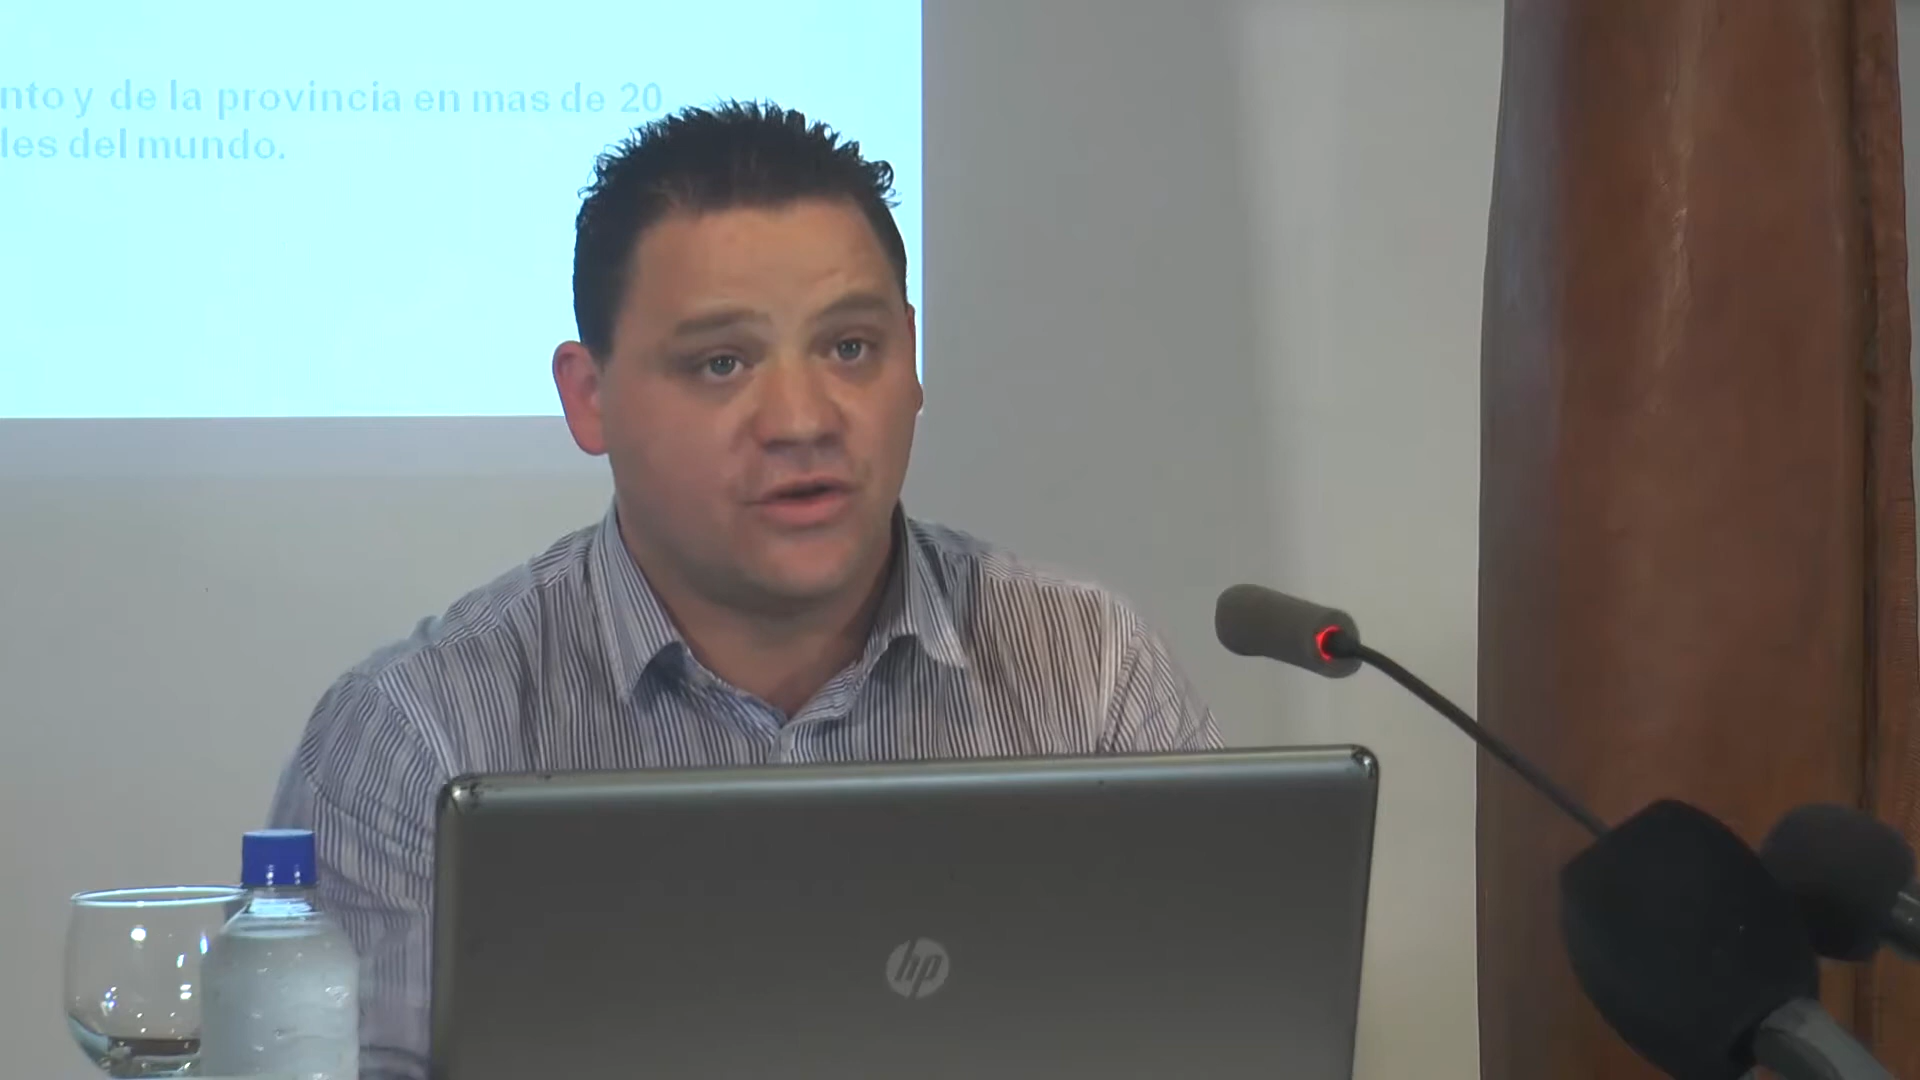 nto y de la provincia en mas de 20
les del mundo.
hp